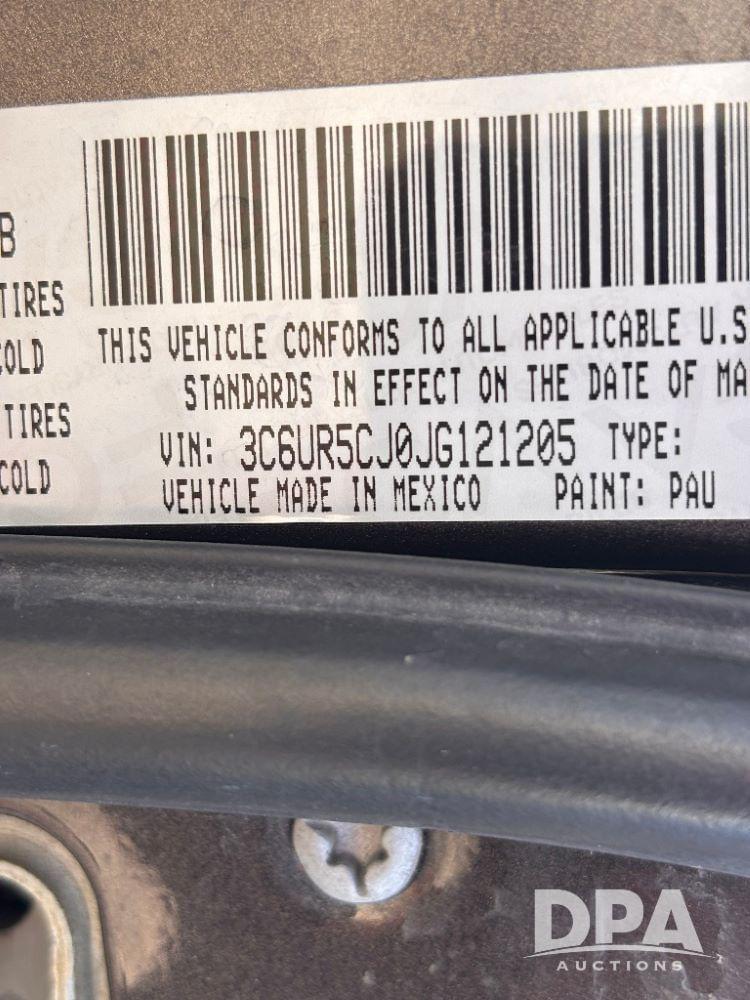 B
TIRES
COLD
TIRES
COLD
THIS VEHICLE CONFORMS TO ALL APPLICABLE U.S
STANDARDS IN EFFECT ON THE DATE OF MA
VIN: 3C6UR5CJ0JG121205 TYPE:
VEHICLE MADE IN MEXICO PAINT: PAU
DPA
AUCTIONS